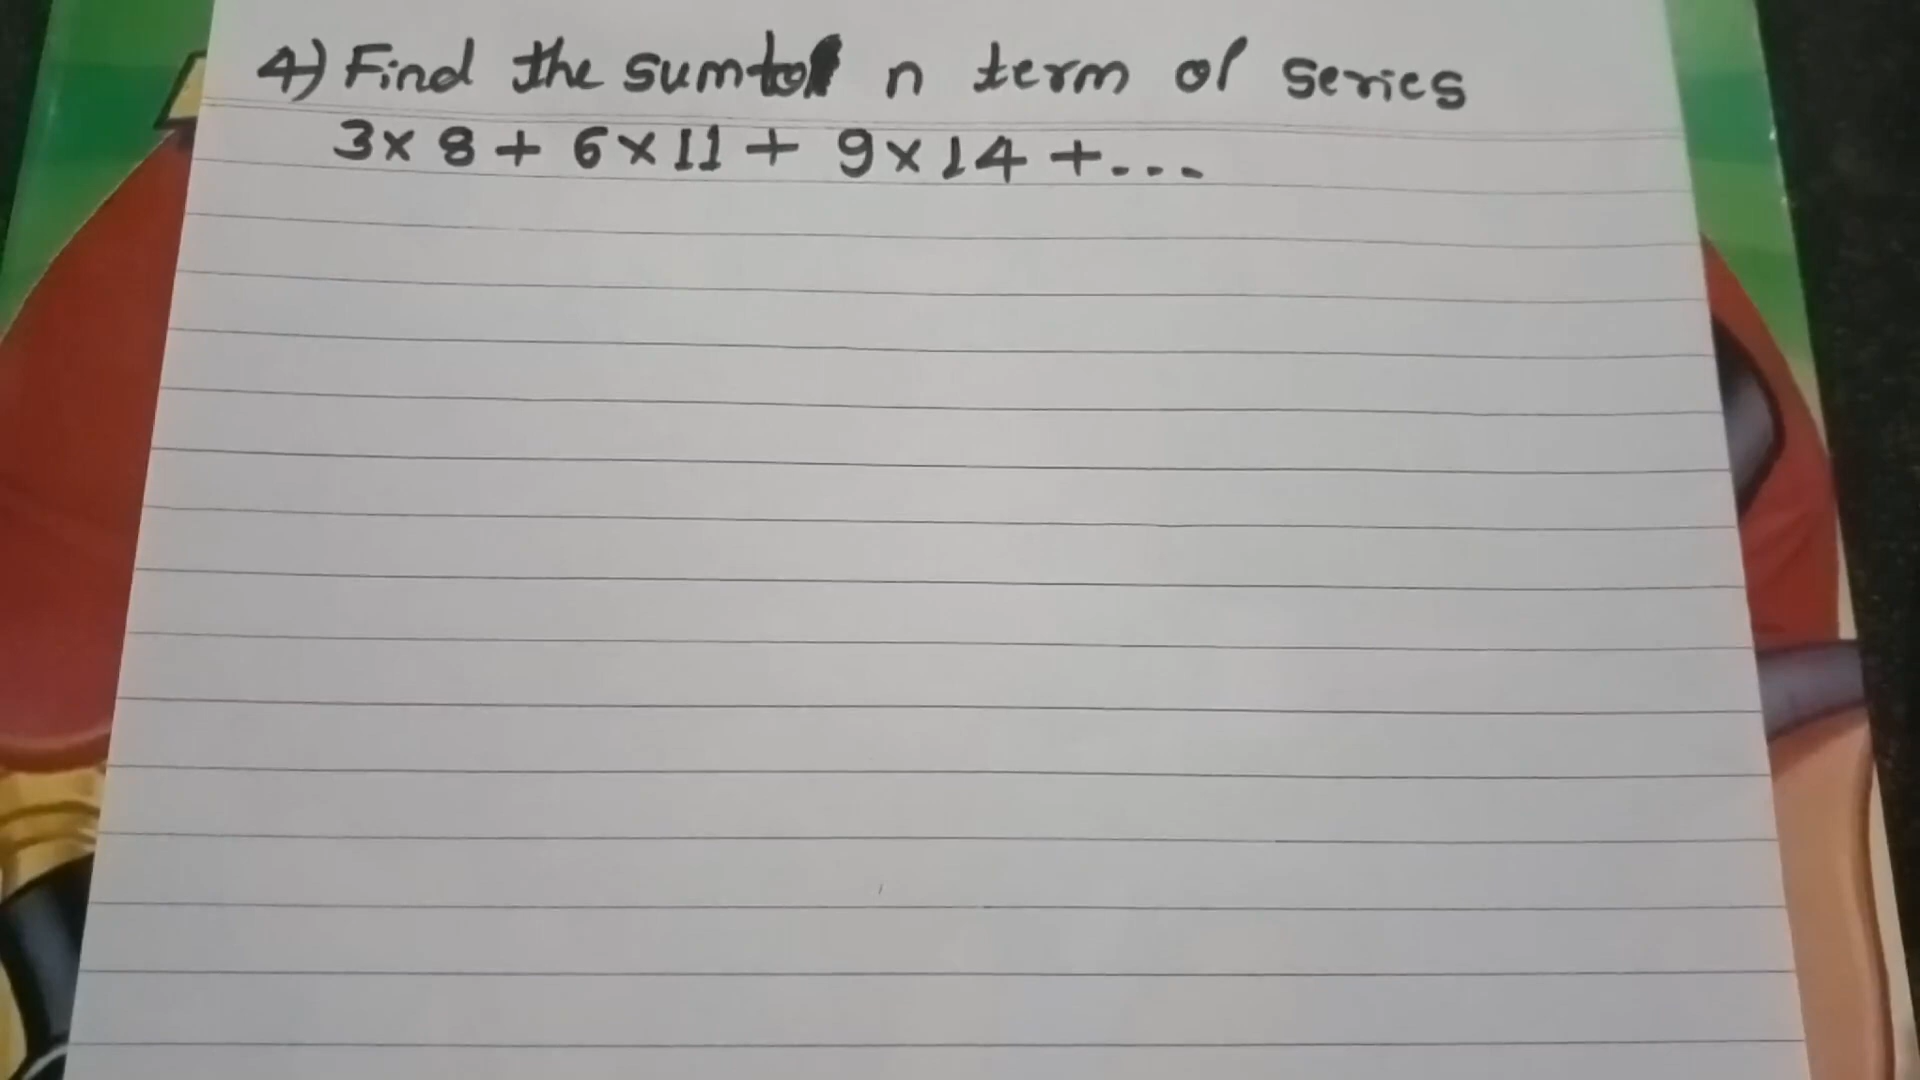 4) Find the sum to n term of series
3 x 8 + 6 x 11 + 9 x 14 +...